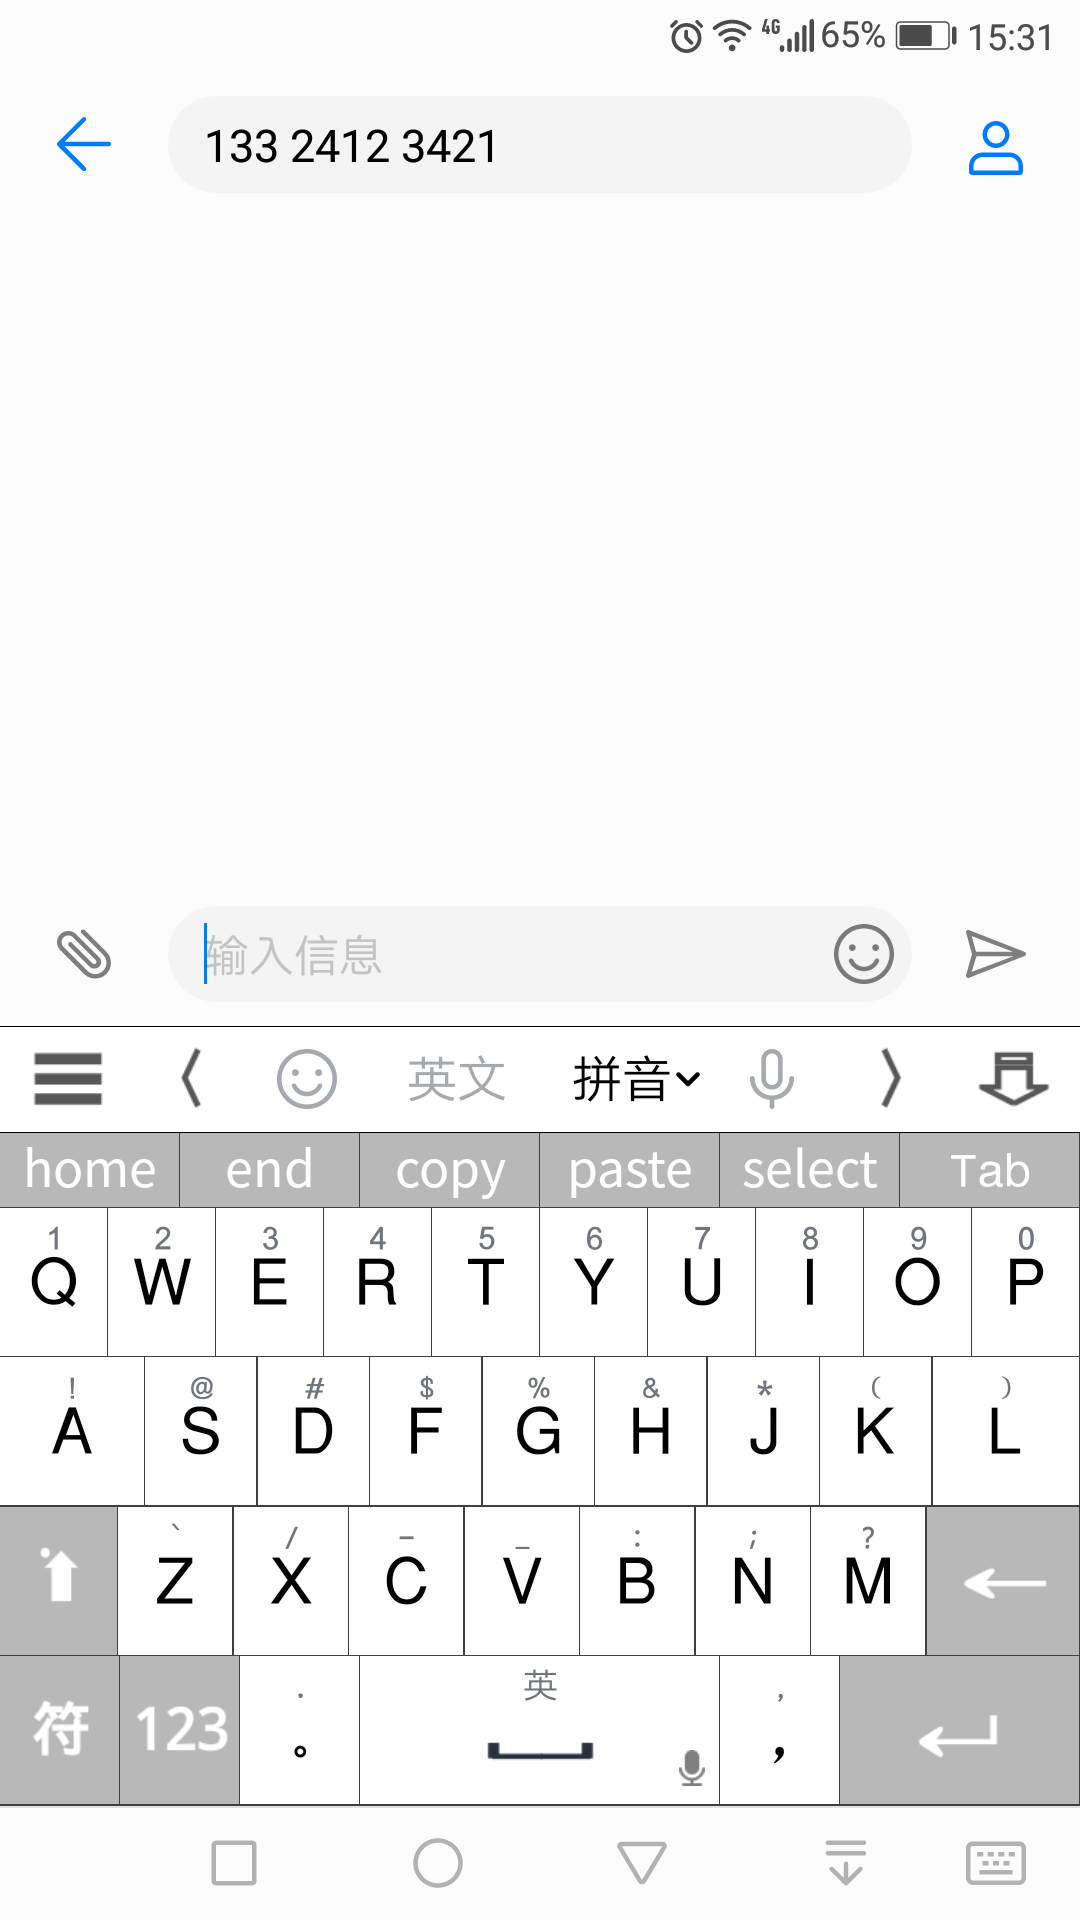 4G 65% 15:31
133 2412 3421
输入信息
英文 拼音
home end copy paste select Tab
1 2 3 4 5 6 7 8 9 0
Q W E R T Y U I O P
! @ # $ % & * ( )
A S D F G H J K L
` / – _ : ; ?
Z X C V B N M
. 英 ,
符 123 。 ，